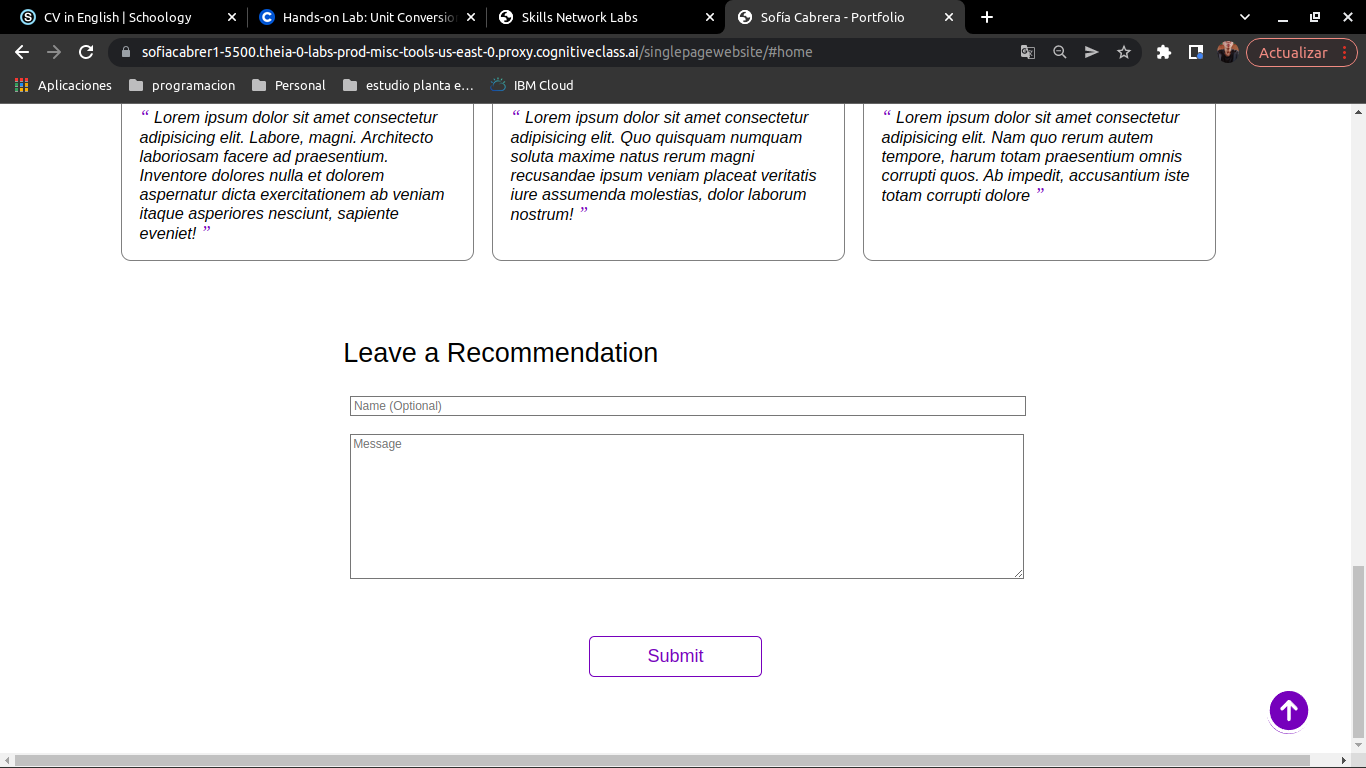 CV in English | Schoology
Hands-on Lab: Unit Conversion
Skills Network Labs
Sofía Cabrera - Portfolio
sofiacabrer1-5500.theia-0-labs-prod-misc-tools-us-east-0.proxy.cognitiveclass.ai/singlepagewebsite/#home
Actualizar
Aplicaciones
programacion
Personal
estudio planta e...
IBM Cloud
“ Lorem ipsum dolor sit amet consectetur
adipisicing elit. Labore, magni. Architecto
laboriosam facere ad praesentium.
Inventore dolores nulla et dolorem
aspernatur dicta exercitationem ab veniam
itaque asperiores nesciunt, sapiente
eveniet! ”
“ Lorem ipsum dolor sit amet consectetur
adipisicing elit. Quo quisquam numquam
soluta maxime natus rerum magni
recusandae ipsum veniam placeat veritatis
iure assumenda molestias, dolor laborum
nostrum! ”
“ Lorem ipsum dolor sit amet consectetur
adipisicing elit. Nam quo rerum autem
tempore, harum totam praesentium omnis
corrupti quos. Ab impedit, accusantium iste
totam corrupti dolore ”
Leave a Recommendation
Name (Optional)
Message
Submit